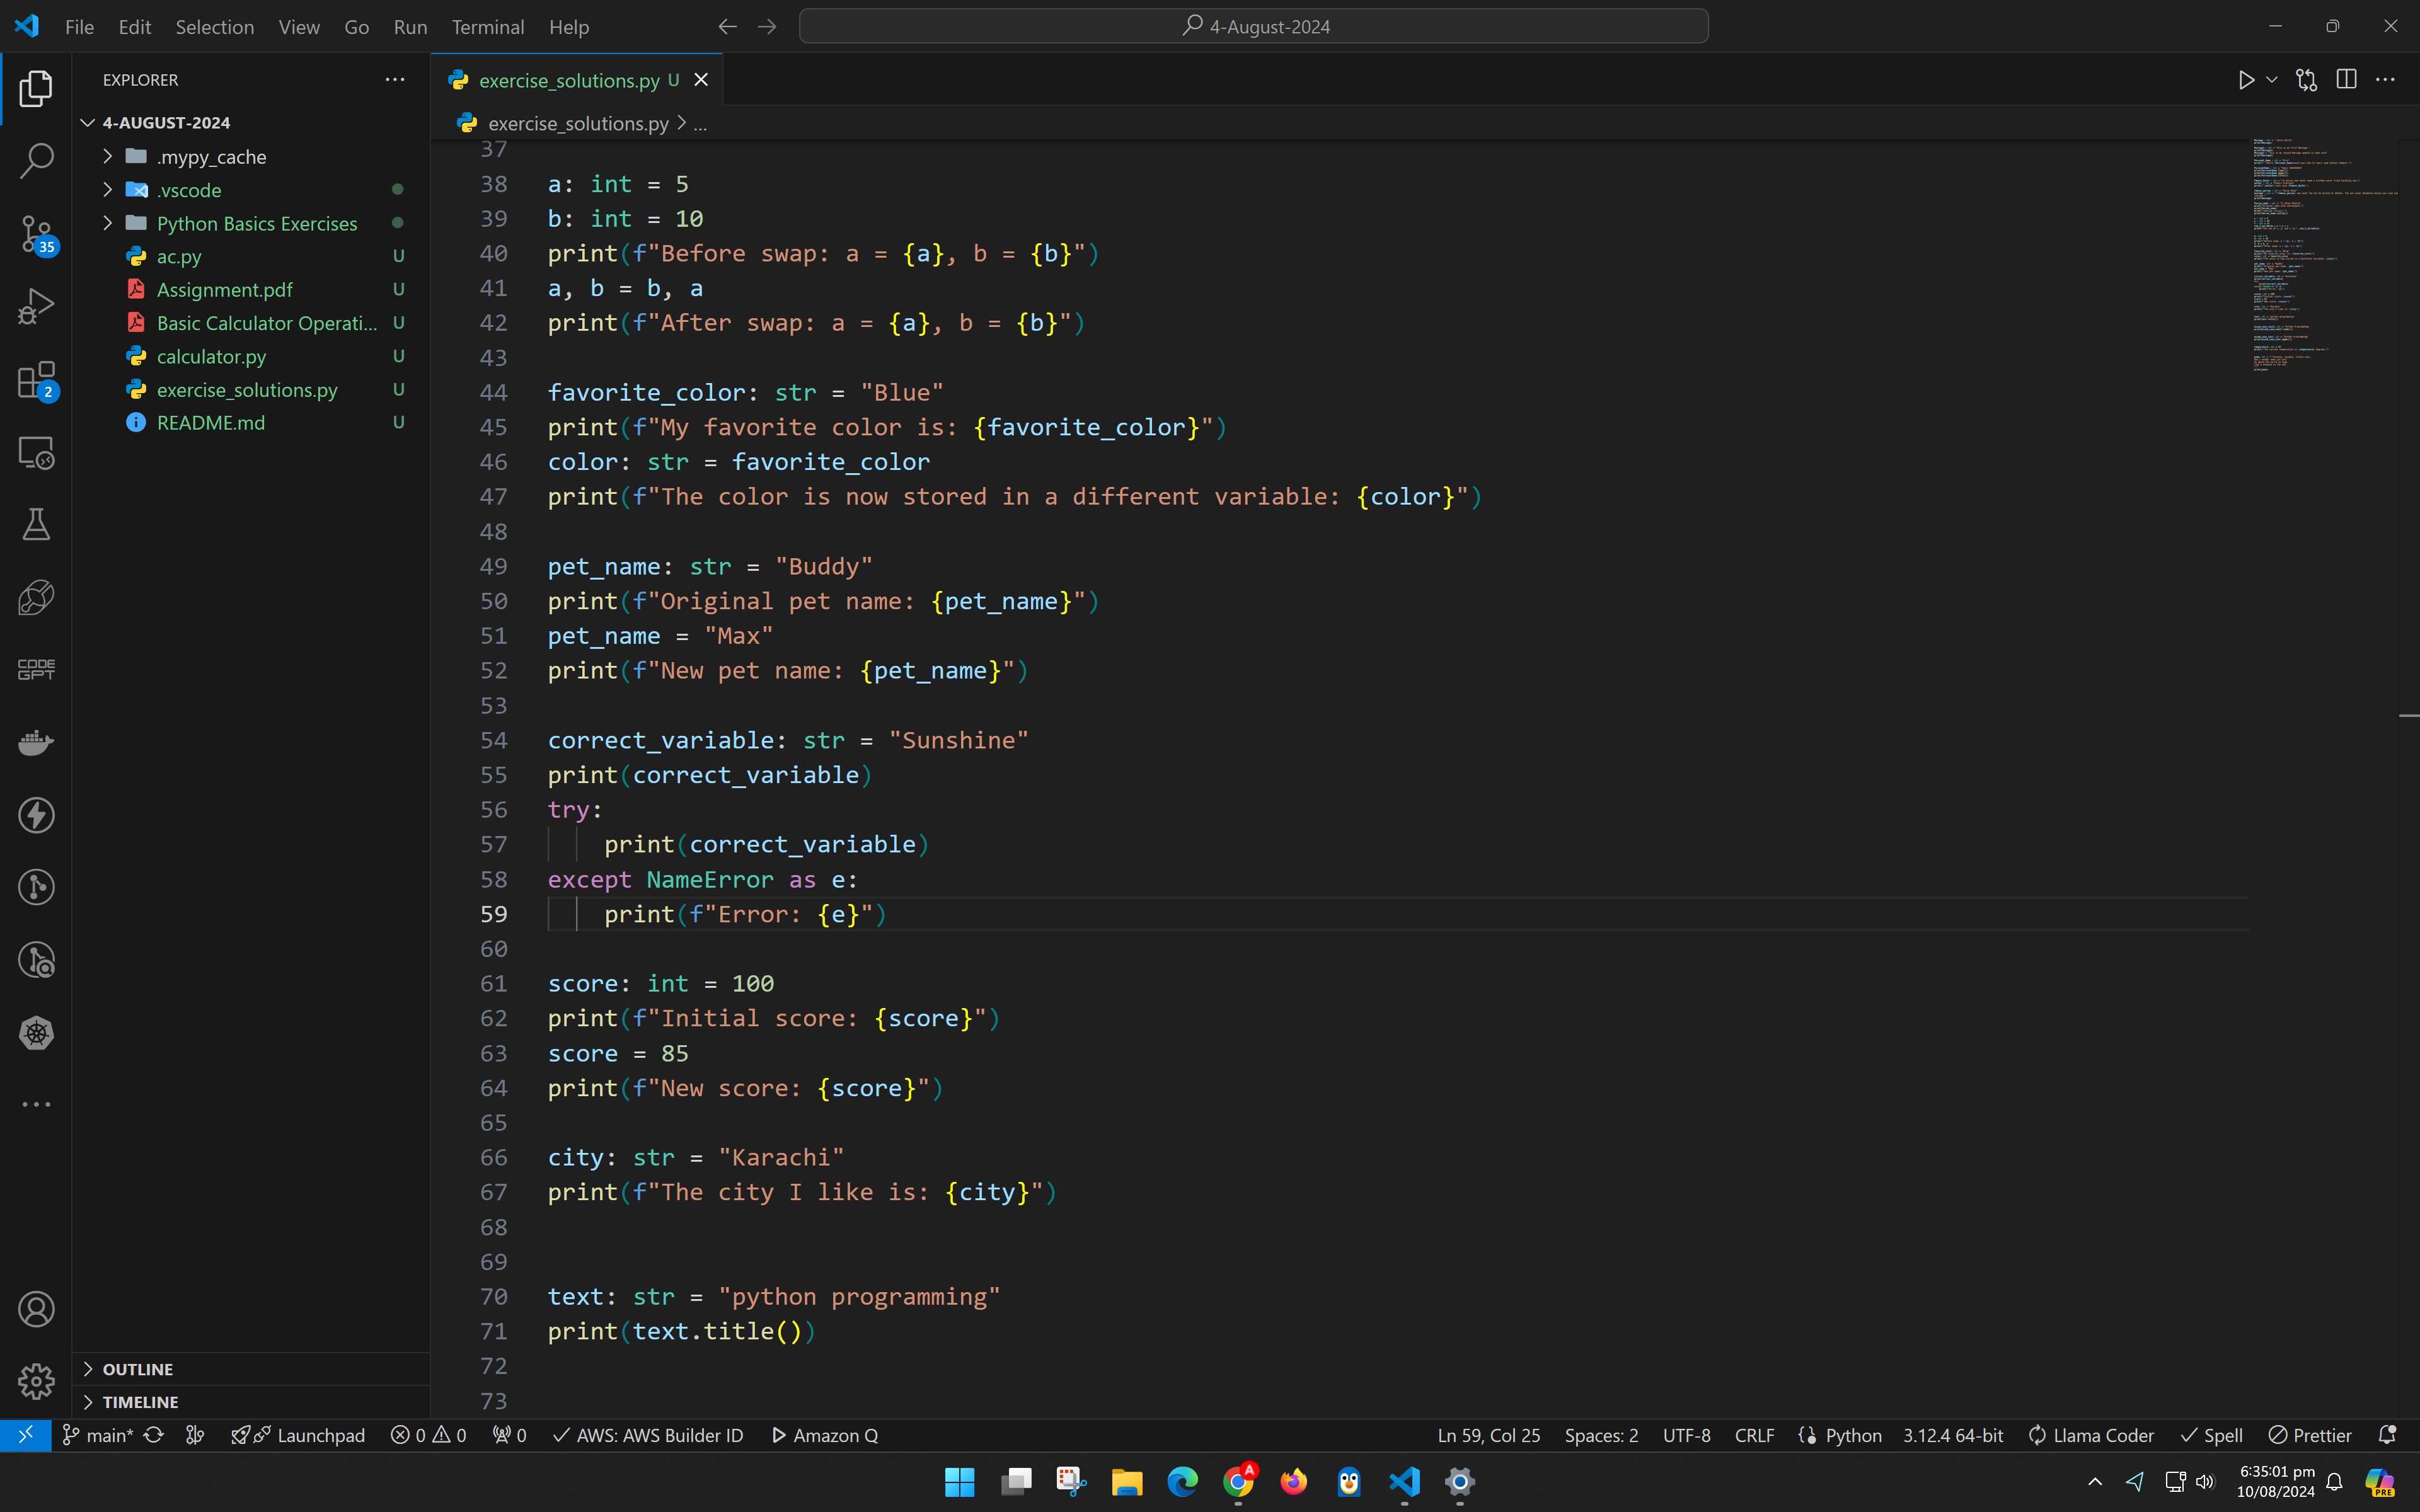 File Edit Selection View Go Run Terminal Help
4-August-2024
EXPLORER
exercise_solutions.py U
4-AUGUST-2024
exercise_solutions.py > ...
.mypy_cache
.vscode
Python Basics Exercises
ac.py U
Assignment.pdf U
Basic Calculator Operati... U
calculator.py U
exercise_solutions.py U
README.md U
35
2
CODE
GPT
37
38 a: int = 5
39 b: int = 10
40 print(f"Before swap: a = {a}, b = {b}")
41 a, b = b, a
42 print(f"After swap: a = {a}, b = {b}")
43
44 favorite_color: str = "Blue"
45 print(f"My favorite color is: {favorite_color}")
46 color: str = favorite_color
47 print(f"The color is now stored in a different variable: {color}")
48
49 pet_name: str = "Buddy"
50 print(f"Original pet name: {pet_name}")
51 pet_name = "Max"
52 print(f"New pet name: {pet_name}")
53
54 correct_variable: str = "Sunshine"
55 print(correct_variable)
56 try:
57     print(correct_variable)
58 except NameError as e:
59     print(f"Error: {e}")
60
61 score: int = 100
62 print(f"Initial score: {score}")
63 score = 85
64 print(f"New score: {score}")
65
66 city: str = "Karachi"
67 print(f"The city I like is: {city}")
68
69
70 text: str = "python programming"
71 print(text.title())
72
73
OUTLINE
TIMELINE
main* Launchpad 0 0 0 AWS: AWS Builder ID Amazon Q Ln 59, Col 25 Spaces: 2 UTF-8 CRLF Python 3.12.4 64-bit Llama Coder Spell Prettier
A
6:35:01 pm
10/08/2024
PRE